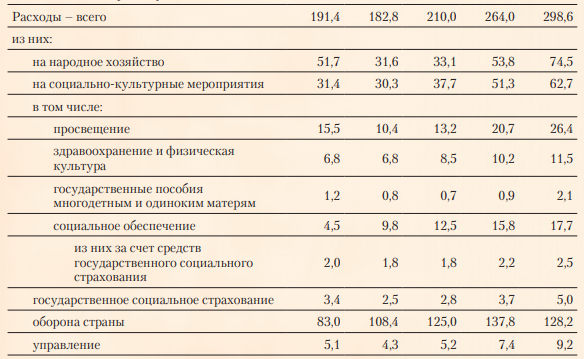 Расходы – всего 191,4 182,8 210,0 264,0 298,6
из них:
на народное хозяйство 51,7 31,6 33,1 53,8 74,5
на социально-культурные мероприятия 31,4 30,3 37,7 51,3 62,7
в том числе:
просвещение 15,5 10,4 13,2 20,7 26,4
здравоохранение и физическая
культура 6,8 6,8 8,5 10,2 11,5
государственные пособия
многодетным и одиноким матерям 1,2 0,8 0,7 0,9 2,1
социальное обеспечение 4,5 9,8 12,5 15,8 17,7
из них за счет средств
государственного социального
страхования 2,0 1,8 1,8 2,2 2,5
государственное социальное страхование 3,4 2,5 2,8 3,7 5,0
оборона страны 83,0 108,4 125,0 137,8 128,2
управление 5,1 4,3 5,2 7,4 9,2